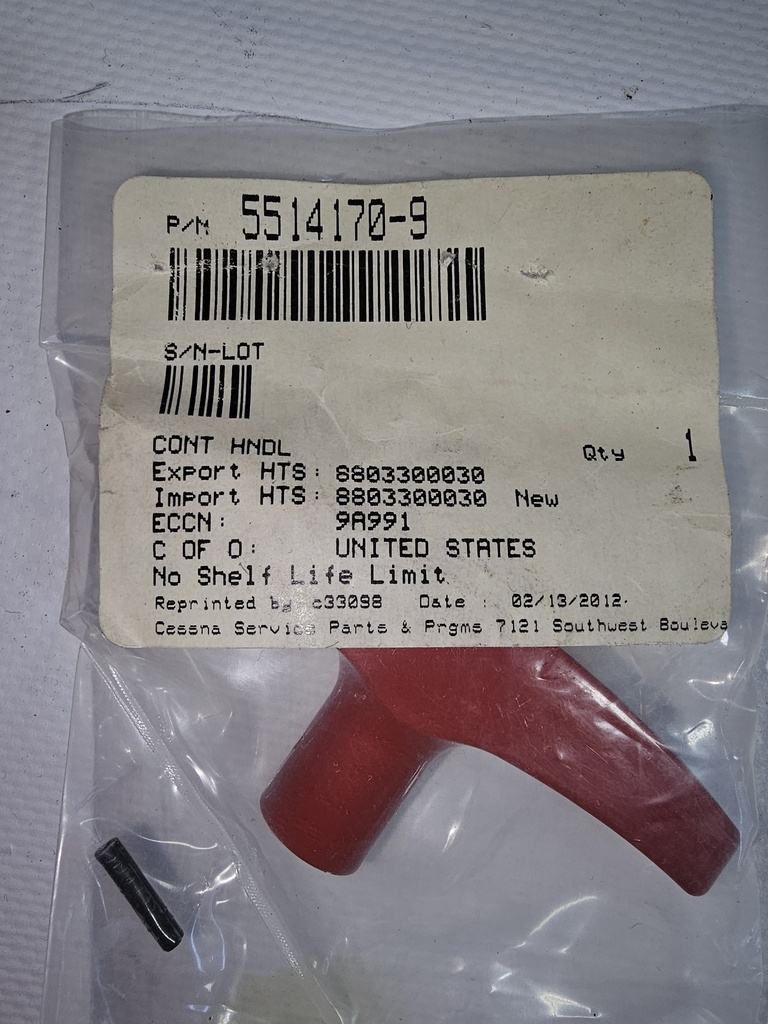 P/N 5514170-9
S/N-LOT
CONT HNDL Qty 1
Export HTS: 8803300030
Import HTS: 8803300030 New
ECCN: 9A991
C OF O: UNITED STATES
No Shelf Life Limit
Reprinted by c33098 Date : 02/13/2012
Cessna Service Parts & Prgms 7121 Southwest Bouleva